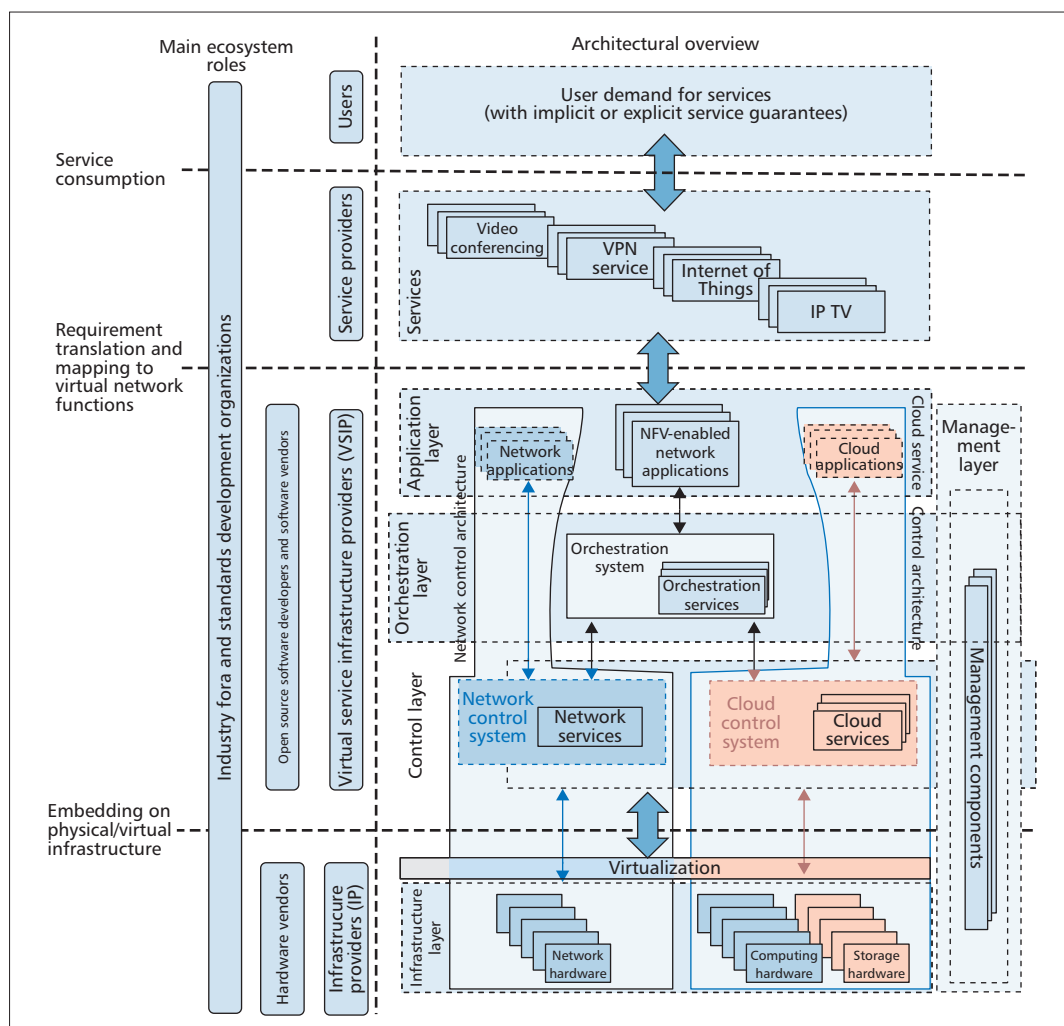 Main ecosystem
roles
Architectural overview
Users
User demand for services
(with implicit or explicit service guarantees)
Service
consumption
Service providers
Services
Video
conferencing
VPN
service
Internet of
Things
IP TV
Requirement
translation and
mapping to
virtual network
functions
Industry fora and standards development organizations
Open source software developers and software vendors
Virtual service infrastructure providers (VSIP)
Application
layer
Network control architecture
Network
applications
NFV-enabled
network
applications
Cloud
applications
Cloud service
Control architecture
Manage-
ment
layer
Orchestration
layer
Orchestration
system
Orchestration
services
Control layer
Network
control
system
Network
services
Cloud
control
system
Cloud
services
Management components
Embedding on
physical/virtual
infrastructure
Virtualization
Hardware vendors
Infrastrucure
providers (IP)
Infrastructure
layer
Network
hardware
Computing
hardware
Storage
hardware